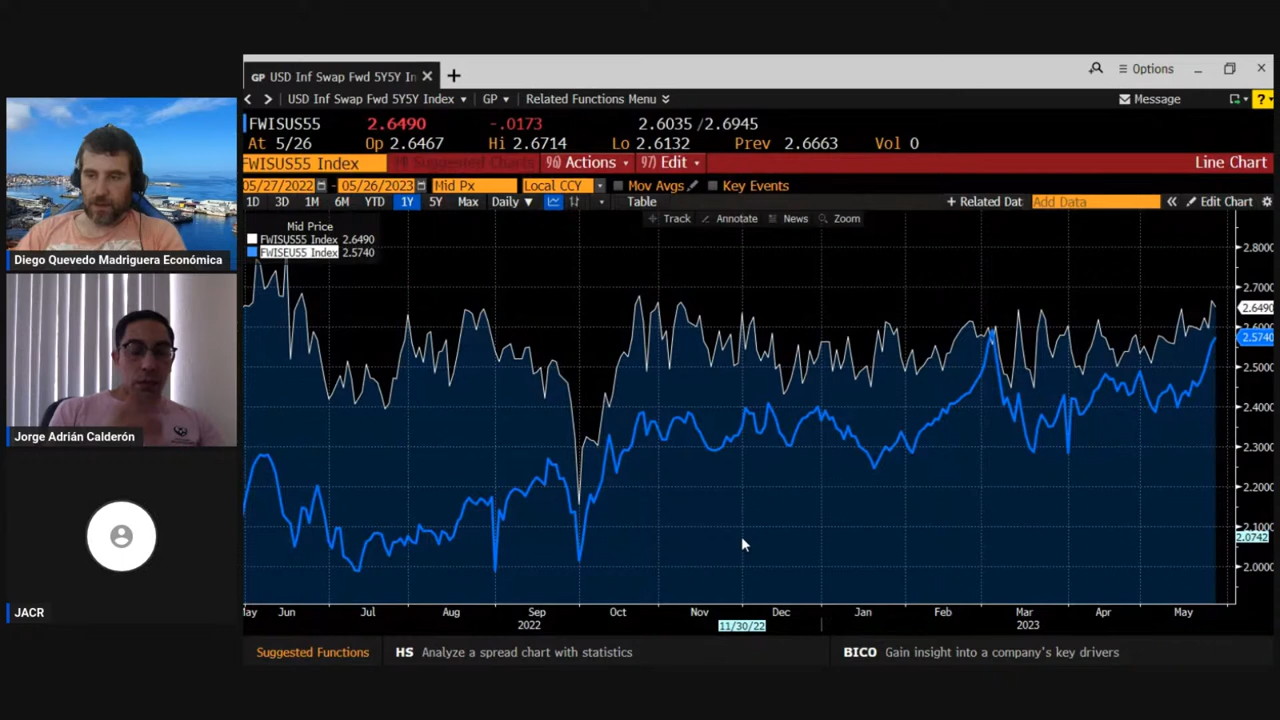 GP USD Inf Swap Fwd 5Y5Y In
Options
USD Inf Swap Fwd 5Y5Y Index GP Related Functions Menu
Message
?
FWISUS55 2.6490 -.0173 2.6035 /2.6945
At 5/26 Op 2.6467 Hi 2.6714 Lo 2.6132 Prev 2.6663 Vol 0
FWISUS55 Index Suggested Charts 96) Actions 97) Edit Line Chart
05/27/2022 05/26/2023 Mid Px Local CCY Mov Avgs Key Events
1D 3D 1M 6M YTD 1Y 5Y Max Daily ▼ Table + Related Dat Add Data « Edit Chart
Track Annotate News Zoom
Mid Price
FWISUS55 Index 2.6490
FWISEU55 Index 2.5740
2.8000
2.7000
2.6490
2.6000
2.5740
2.5000
2.4000
2.3000
2.2000
2.1000
2.0742
2.0000
May Jun Jul Aug Sep Oct Nov Dec Jan Feb Mar Apr May
2022 11/30/22 2023
Suggested Functions HS Analyze a spread chart with statistics BICO Gain insight into a company's key drivers
Diego Quevedo Madriguera Económica
Jorge Adrián Calderón
JACR